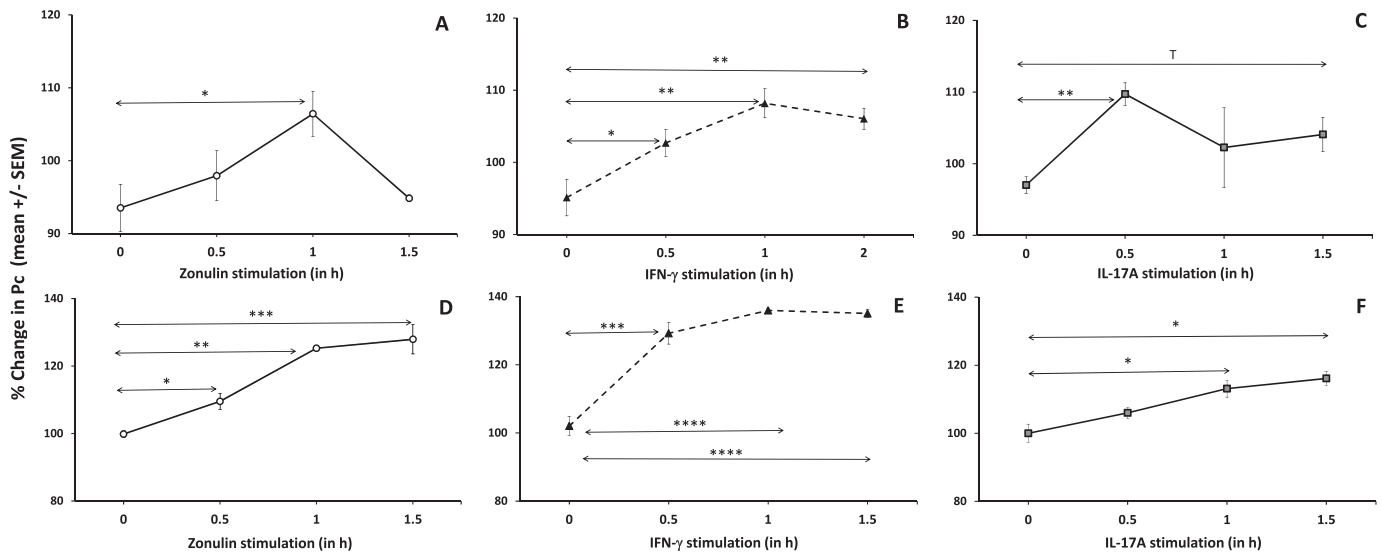 % Change in Pc (mean +/- SEM)
A
120
110
100
90
*
0 0.5 1 1.5
Zonulin stimulation (in h)
B
120
110
100
90
**
**
*
0 0.5 1 2
IFN-γ stimulation (in h)
C
120
110
100
90
T
**
0 0.5 1 1.5
IL-17A stimulation (in h)
D
140
120
100
80
***
**
*
0 0.5 1 1.5
Zonulin stimulation (in h)
E
140
120
100
80
***
****
****
0 0.5 1 1.5
IFN-γ stimulation (in h)
F
140
120
100
80
*
*
0 0.5 1 1.5
IL-17A stimulation (in h)